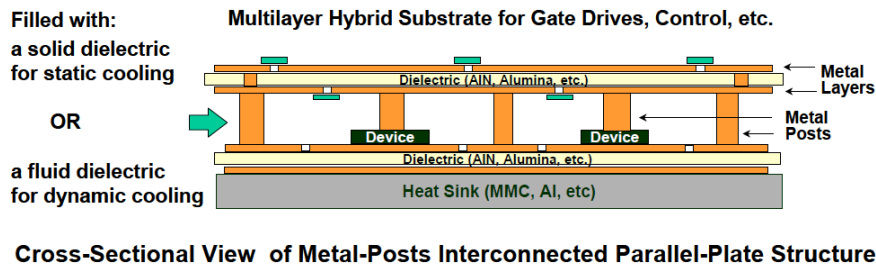 Filled with:
Multilayer Hybrid Substrate for Gate Drives, Control, etc.
a solid dielectric
for static cooling
Dielectric (AlN, Alumina, etc.)
Metal
Layers
OR
Metal
Posts
Device
Device
Dielectric (AlN, Alumina, etc.)
a fluid dielectric
for dynamic cooling
Heat Sink (MMC, Al, etc)
Cross-Sectional View of Metal-Posts Interconnected Parallel-Plate Structure